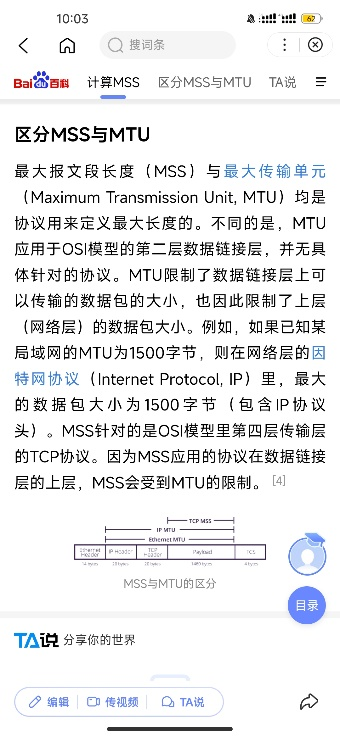 10:03
62
搜词条
Bai du 百科
计算MSS
区分MSS与MTU
TA说
区分MSS与MTU
最大报文段长度（MSS）与最大传输单元
（Maximum Transmission Unit, MTU）均是
协议用来定义最大长度的。不同的是，MTU
应用于OSI模型的第二层数据链接层，并无具
体针对的协议。MTU限制了数据链接层上可
以传输的数据包的大小，也因此限制了上层
（网络层）的数据包大小。例如，如果已知某
局域网的MTU为1500字节，则在网络层的因
特网协议（Internet Protocol, IP）里，最大
的数据包大小为1500字节（包含IP协议
头）。MSS针对的是OSI模型里第四层传输层
的TCP协议。因为MSS应用的协议在数据链接
层的上层，MSS会受到MTU的限制。[4]
TCP MSS
IP MTU
Ethernet MTU
Ethernet Header
IP Header
TCP Header
Payload
FCS
14 bytes
20 bytes
20 bytes
1460 bytes
4 bytes
MSS与MTU的区分
目录
TA说 分享你的世界
编辑
传视频
TA说